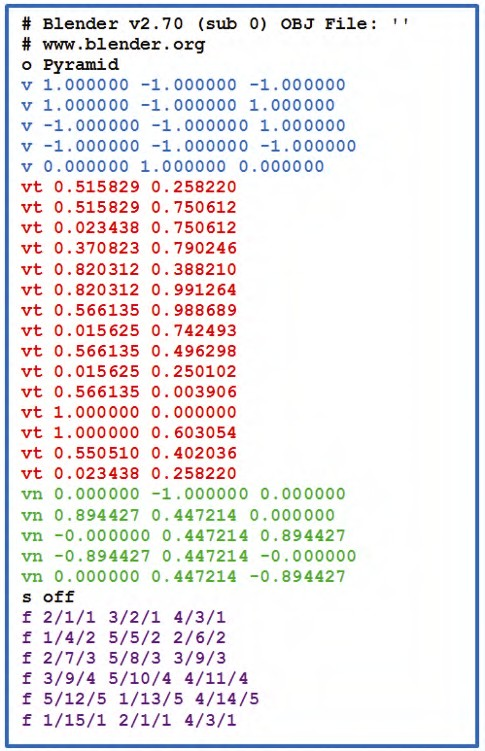 # Blender v2.70 (sub 0) OBJ File: ''
# www.blender.org
o Pyramid
v 1.000000 -1.000000 -1.000000
v 1.000000 -1.000000 1.000000
v -1.000000 -1.000000 1.000000
v -1.000000 -1.000000 -1.000000
v 0.000000 1.000000 0.000000
vt 0.515829 0.258220
vt 0.515829 0.750612
vt 0.023438 0.750612
vt 0.370823 0.790246
vt 0.820312 0.388210
vt 0.820312 0.991264
vt 0.566135 0.988689
vt 0.015625 0.742493
vt 0.566135 0.496298
vt 0.015625 0.250102
vt 0.566135 0.003906
vt 1.000000 0.000000
vt 1.000000 0.603054
vt 0.550510 0.402036
vt 0.023438 0.258220
vn 0.000000 -1.000000 0.000000
vn 0.894427 0.447214 0.000000
vn -0.000000 0.447214 0.894427
vn -0.894427 0.447214 -0.000000
vn 0.000000 0.447214 -0.894427
s off
f 2/1/1 3/2/1 4/3/1
f 1/4/2 5/5/2 2/6/2
f 2/7/3 5/8/3 3/9/3
f 3/9/4 5/10/4 4/11/4
f 5/12/5 1/13/5 4/14/5
f 1/15/1 2/1/1 4/3/1